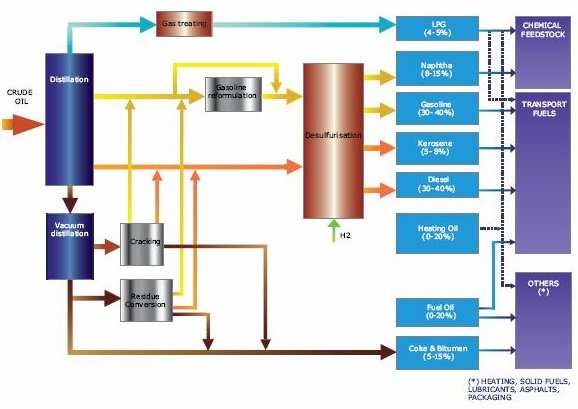 Gas treating
LPG
(4-5%)
CHEMICAL
FEEDSTOCK
Distillation
Naphtha
(8-15%)
CRUDE
OIL
Gasoline
reformulation
Gasoline
(30- 40%)
TRANSPORT
FUELS
Desulfurisation
Kerosene
(5-8%)
Diesel
(30-40%)
Vacuum
distillation
Cracking
H2
Heating Oil
(0-20%)
Residue
Conversion
Fuel Oil
(0-20%)
OTHERS
(*)
Coke & Bitumen
(5-15%)
(*) HEATING, SOLID FUELS,
LUBRICANTS, ASPHALTS,
PACKAGING